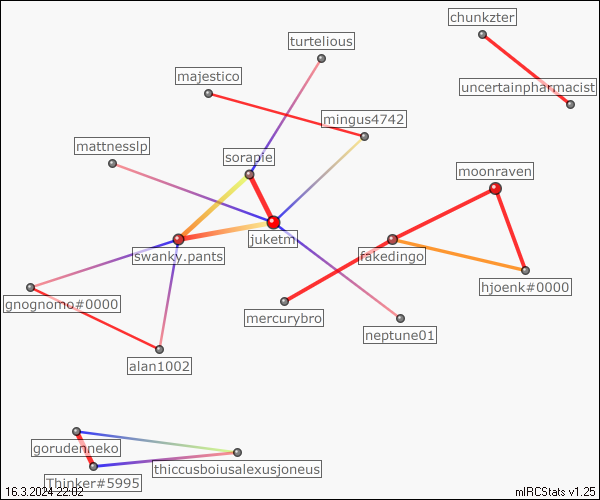 chunkzter
turtelious
majestico
uncertainpharmacist
mingus4742
mattnesslp
sorapie
moonraven
juketm
swanky.pants
fakedingo
hjoenk#0000
gnognomo#0000
mercurybro
neptune01
alan1002
gorudenneko
thiccusboiusalexusjoneus
Thinker#5995
16.3.2024 22:02
mIRCStats v1.25